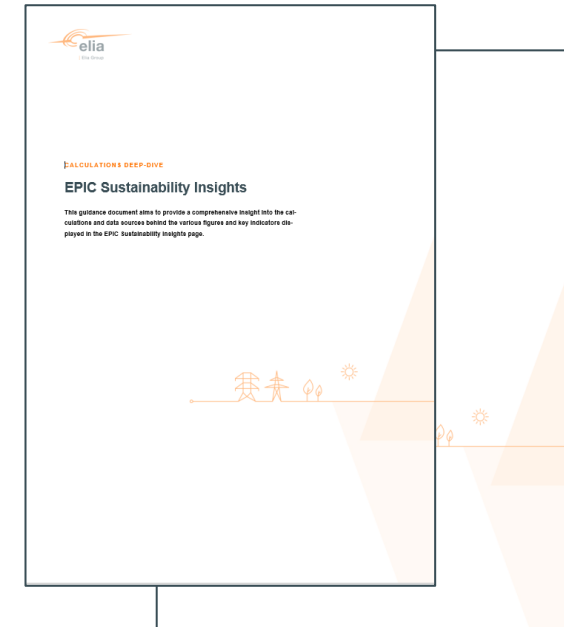 elia
Elia Group
CALCULATIONS DEEP-DIVE
EPIC Sustainability Insights
This guidance document aims to provide a comprehensive insight into the cal-
culations and data sources behind the various figures and key indicators dis-
played in the EPIC Sustainability Insights page.